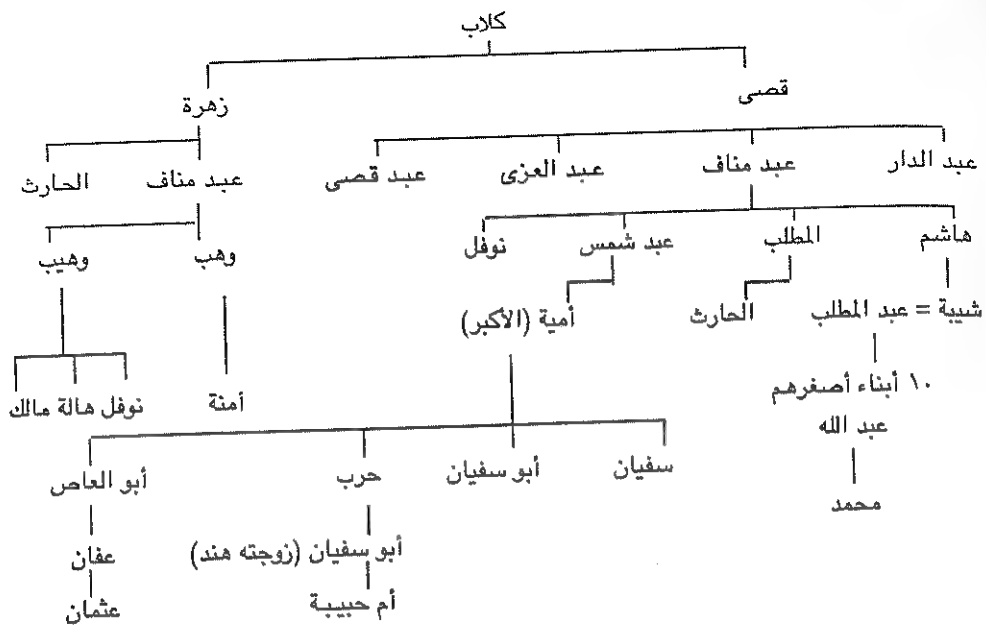 كلاب
قصى زهرة
عبد الدار عبد مناف عبد العزى عبد قصى عبد مناف الحارث
هاشم المطلب عبد شمس نوفل وهب وهيب
شيبة = عبد المطلب الحارث أمية (الأكبر)
١٠ أبناء أصغرهم
عبد الله
أمنة نوفل هالة مالك
سفيان أبو سفيان حرب أبو العاص
محمد
أبو سفيان (زوجته هند) عفان
أم حبيبة عثمان